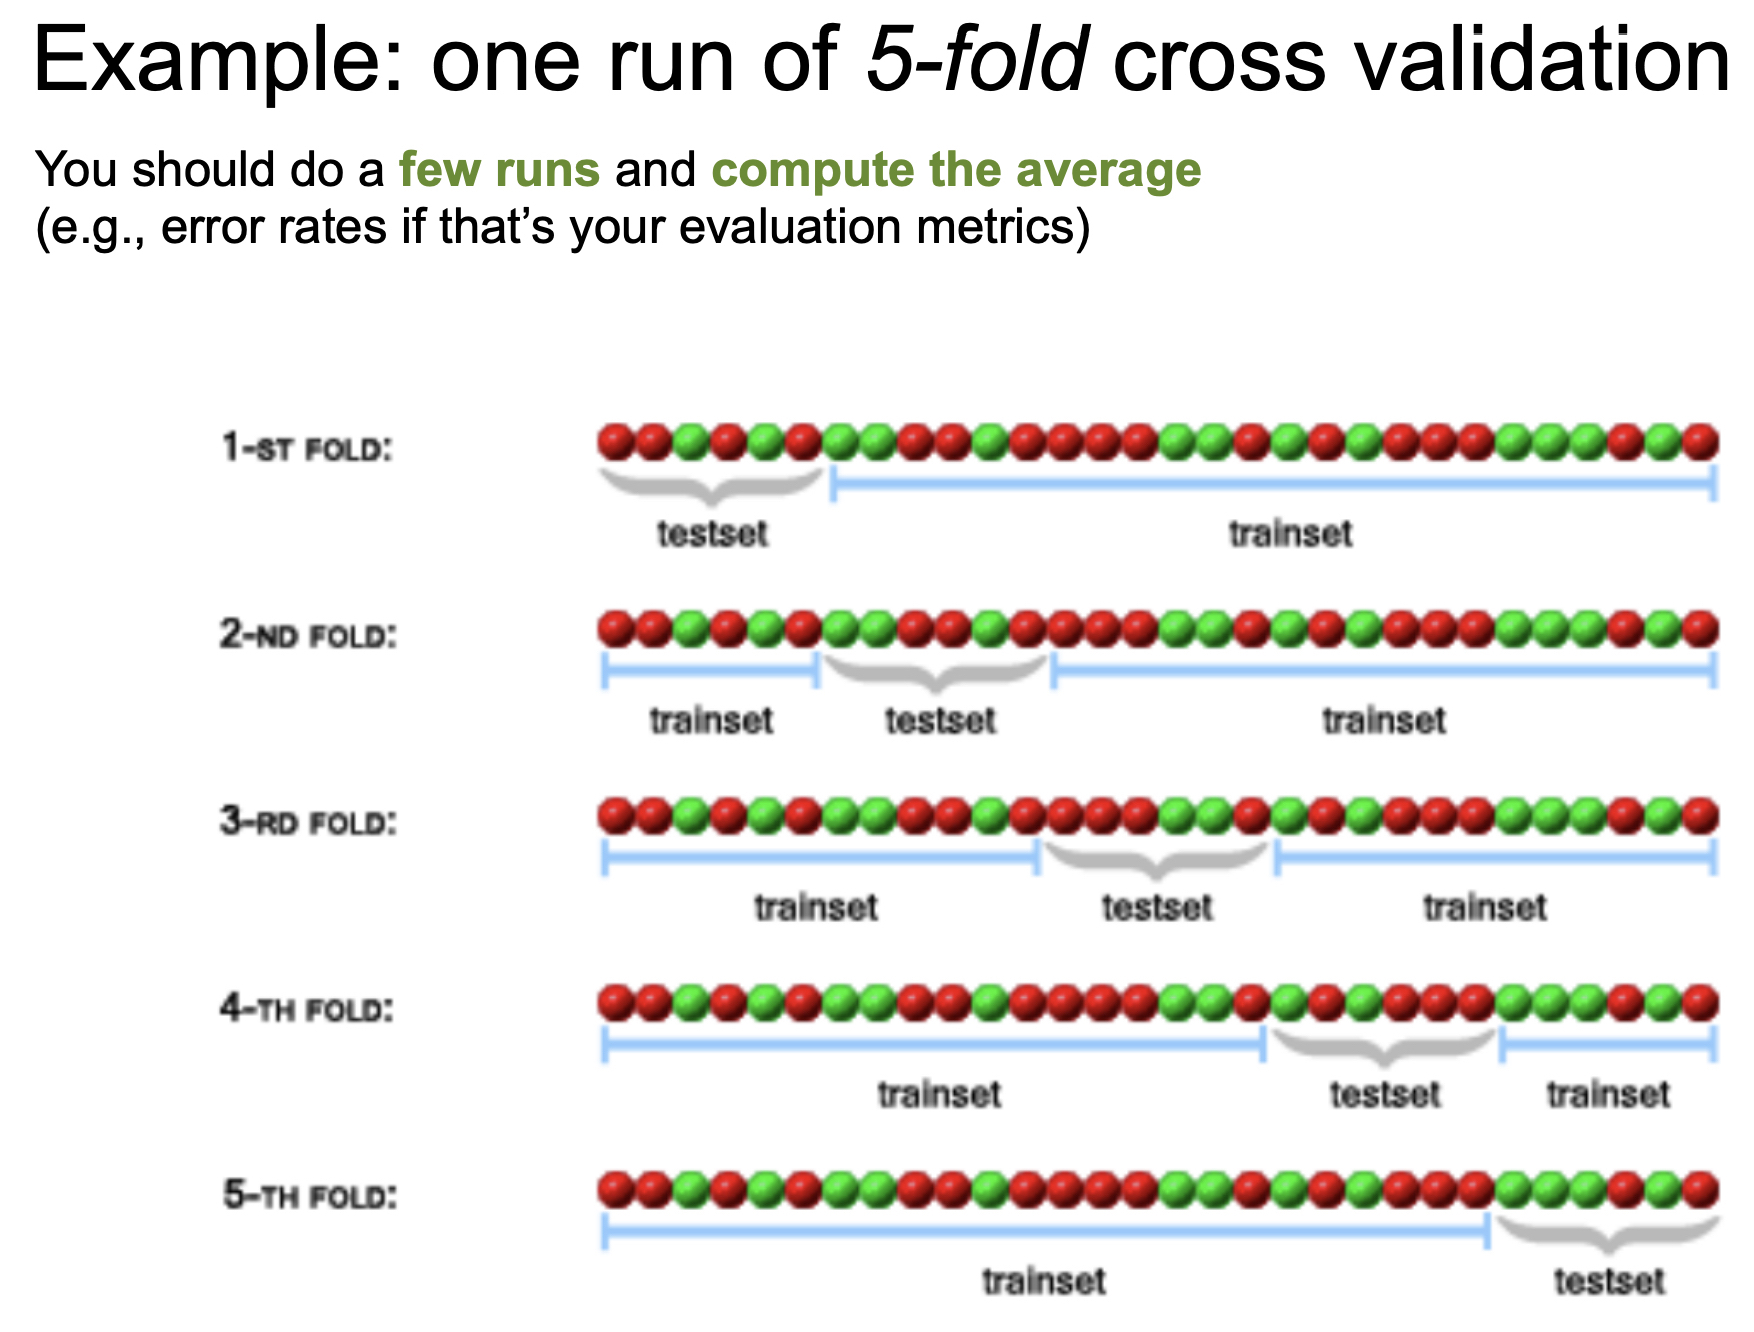 Example: one run of 5-fold cross validation
You should do a few runs and compute the average
(e.g., error rates if that's your evaluation metrics)
1-ST FOLD:
testset trainset
2-ND FOLD:
trainset testset trainset
3-RD FOLD:
trainset testset trainset
4-TH FOLD:
trainset testset trainset
5-TH FOLD:
trainset testset